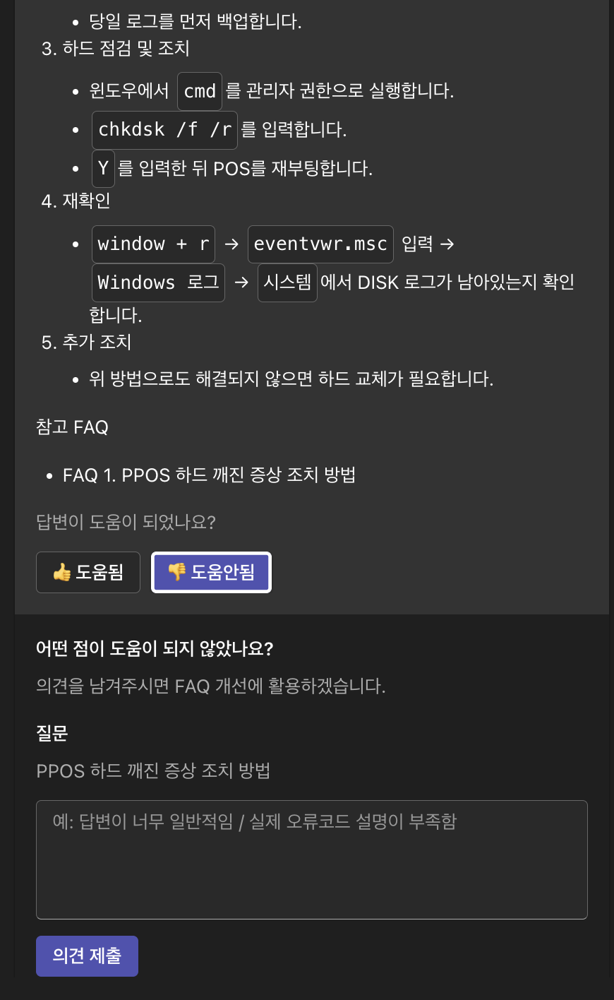 • 당일 로그를 먼저 백업합니다.
3. 하드 점검 및 조치
• 윈도우에서 cmd 를 관리자 권한으로 실행합니다.
• chkdsk /f /r 를 입력합니다.
• Y 를 입력한 뒤 POS를 재부팅합니다.
4. 재확인
• window + r → eventvwr.msc 입력 →
Windows 로그 → 시스템 에서 DISK 로그가 남아있는지 확인
합니다.
5. 추가 조치
• 위 방법으로도 해결되지 않으면 하드 교체가 필요합니다.
참고 FAQ
• FAQ 1. PPOS 하드 깨진 증상 조치 방법
답변이 도움이 되었나요?
👍 도움됨 👎 도움안됨
어떤 점이 도움이 되지 않았나요?
의견을 남겨주시면 FAQ 개선에 활용하겠습니다.
질문
PPOS 하드 깨진 증상 조치 방법
예: 답변이 너무 일반적임 / 실제 오류코드 설명이 부족함
의견 제출